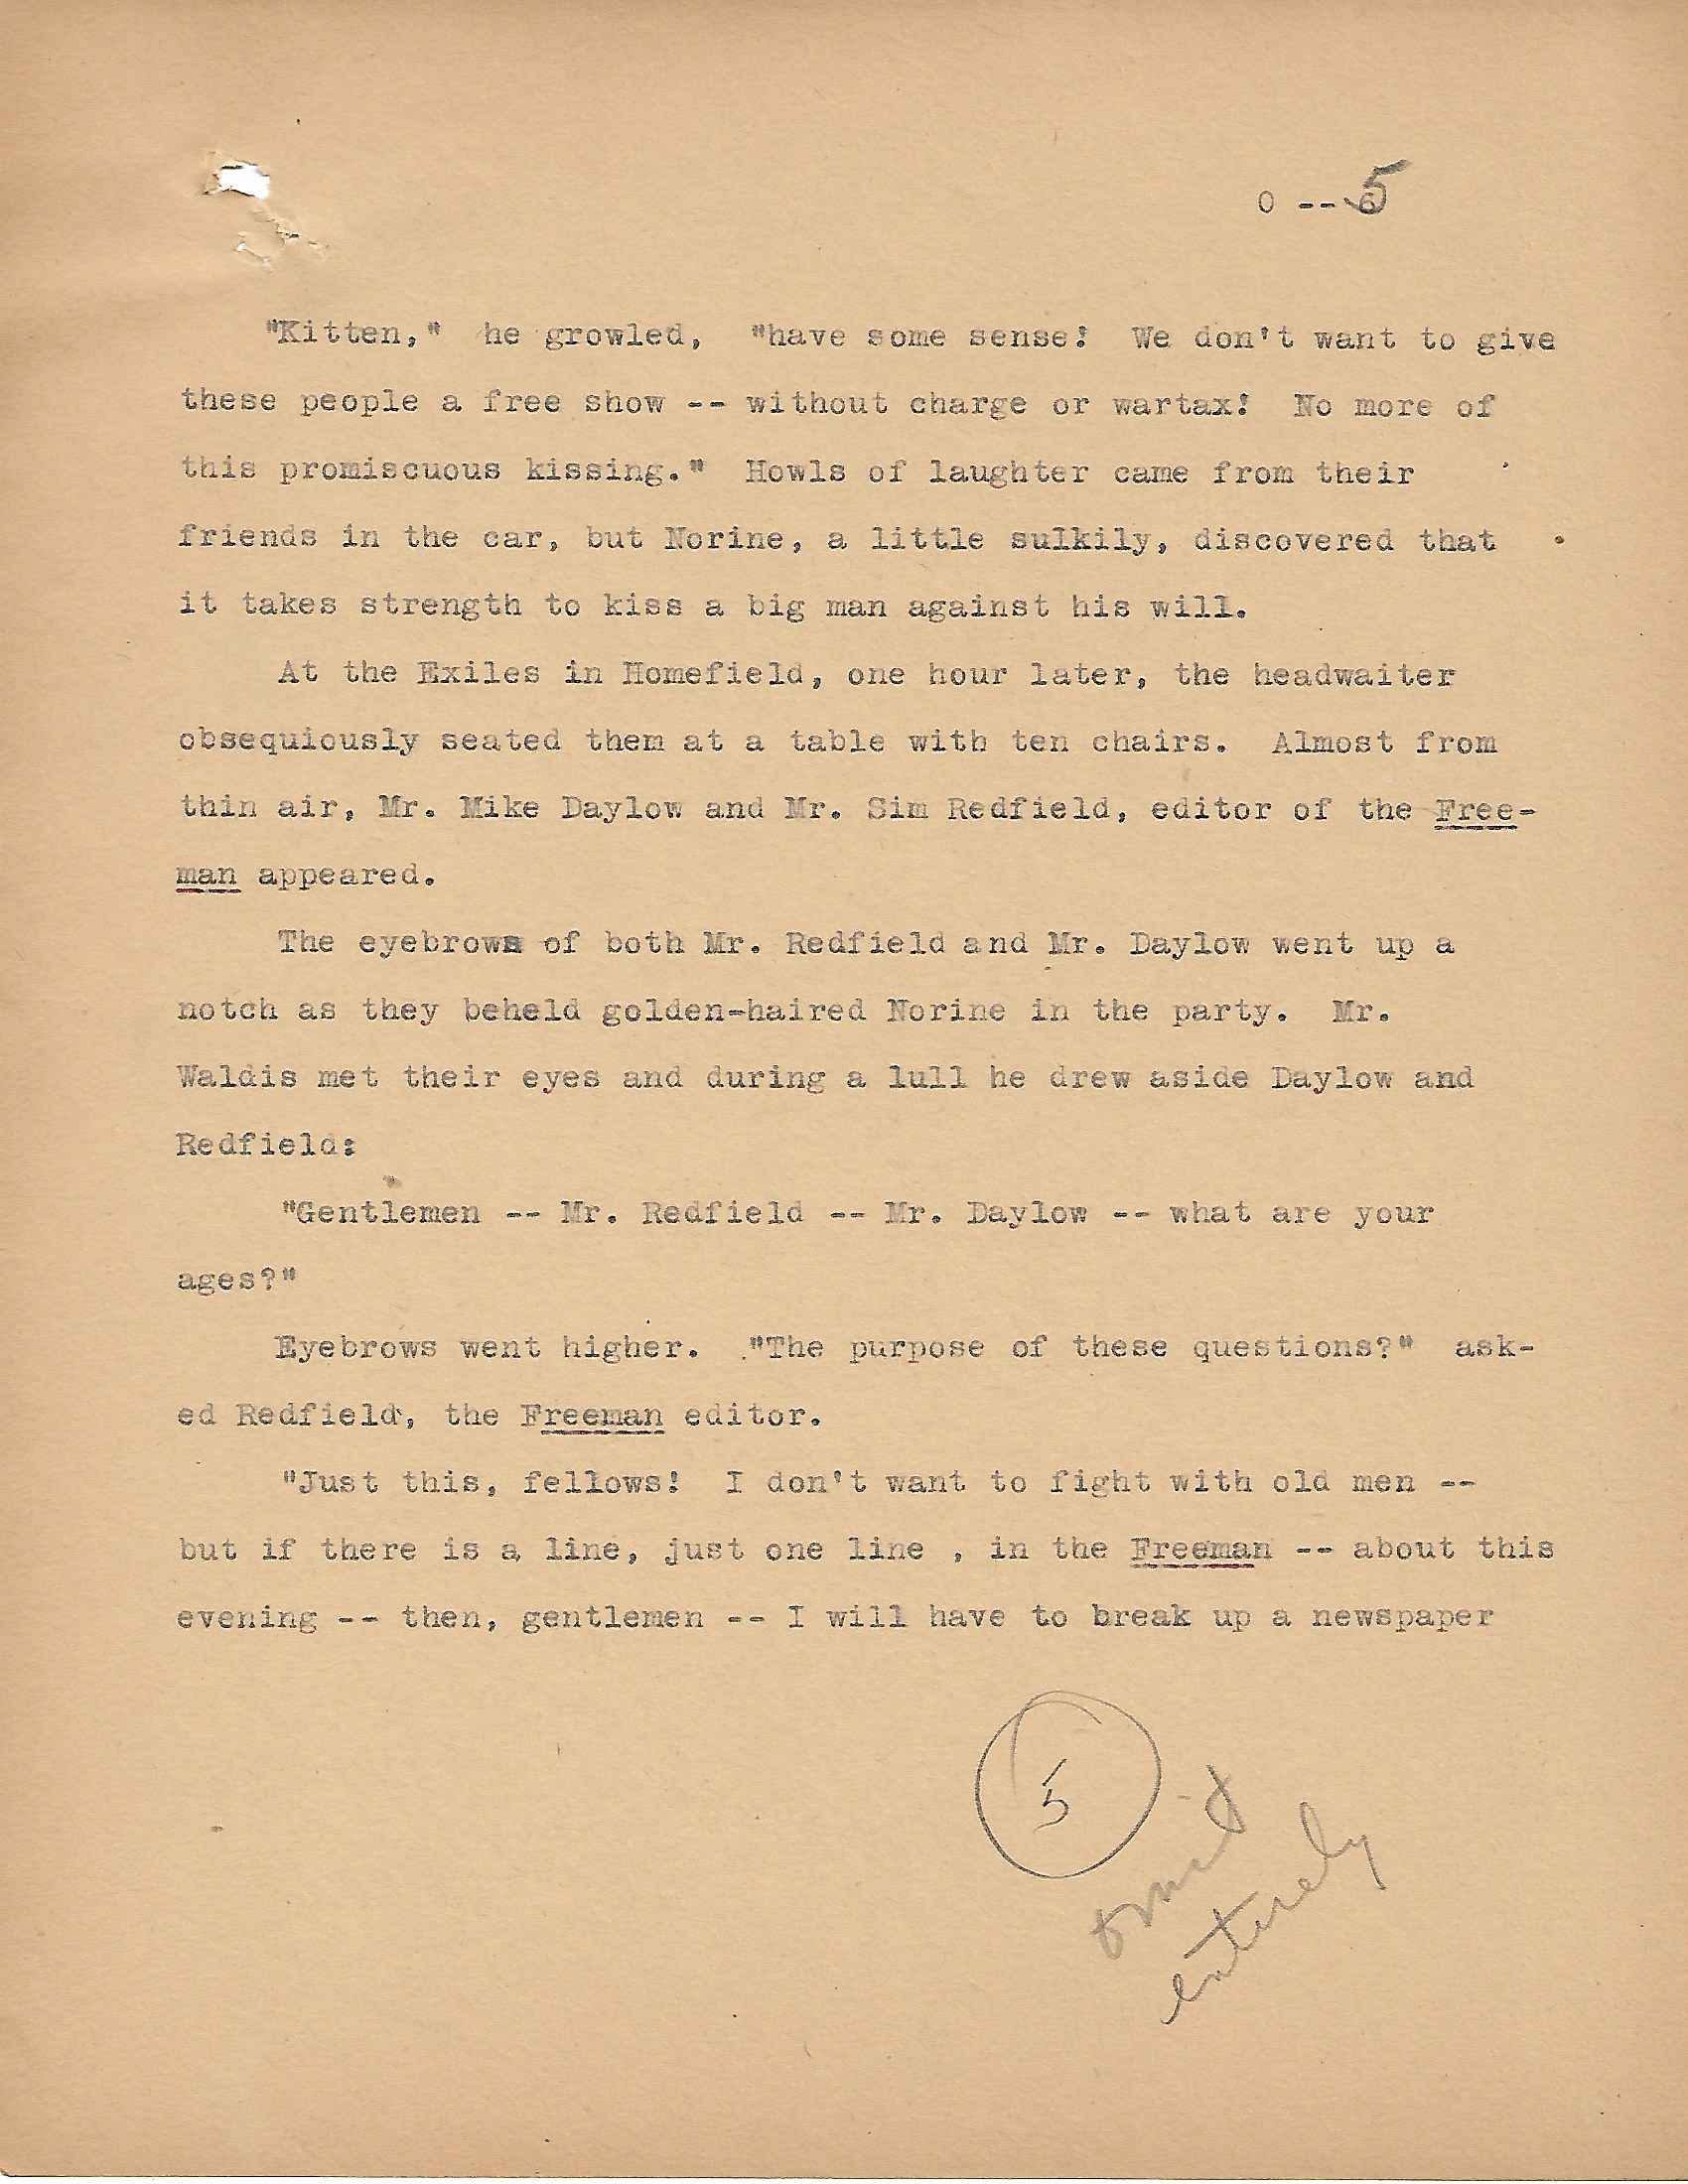 O -- 5
"Kitten," he growled, "have some sense! We don't want to give
these people a free show -- without charge or wartax! No more of
this promiscuous kissing." Howls of laughter came from their
friends in the car, but Norine, a little sulkily, discovered that
it takes strength to kiss a big man against his will.
At the Exiles in Homefield, one hour later, the headwaiter
obsequiously seated them at a table with ten chairs. Almost from
thin air, Mr. Mike Daylow and Mr. Sim Redfield, editor of the Free-
man appeared.
The eyebrows of both Mr. Redfield and Mr. Daylow went up a
notch as they beheld golden-haired Norine in the party. Mr.
Waldis met their eyes and during a lull he drew aside Daylow and
Redfield:
"Gentlemen -- Mr. Redfield -- Mr. Daylow -- what are your
ages?"
Eyebrows went higher. "The purpose of these questions?" ask-
ed Redfield, the Freeman editor.
"Just this, fellows! I don't want to fight with old men --
but if there is a line, just one line , in the Freeman -- about this
evening -- then, gentlemen -- I will have to break up a newspaper
5
omit
entirely